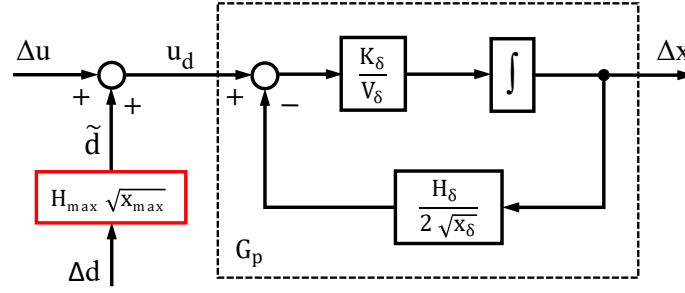 Δu
u_d
K_δ
V_δ
∫
Δx
+
+
+
−
d̃
H_max √x_max
H_δ
2 √x_δ
G_p
Δd